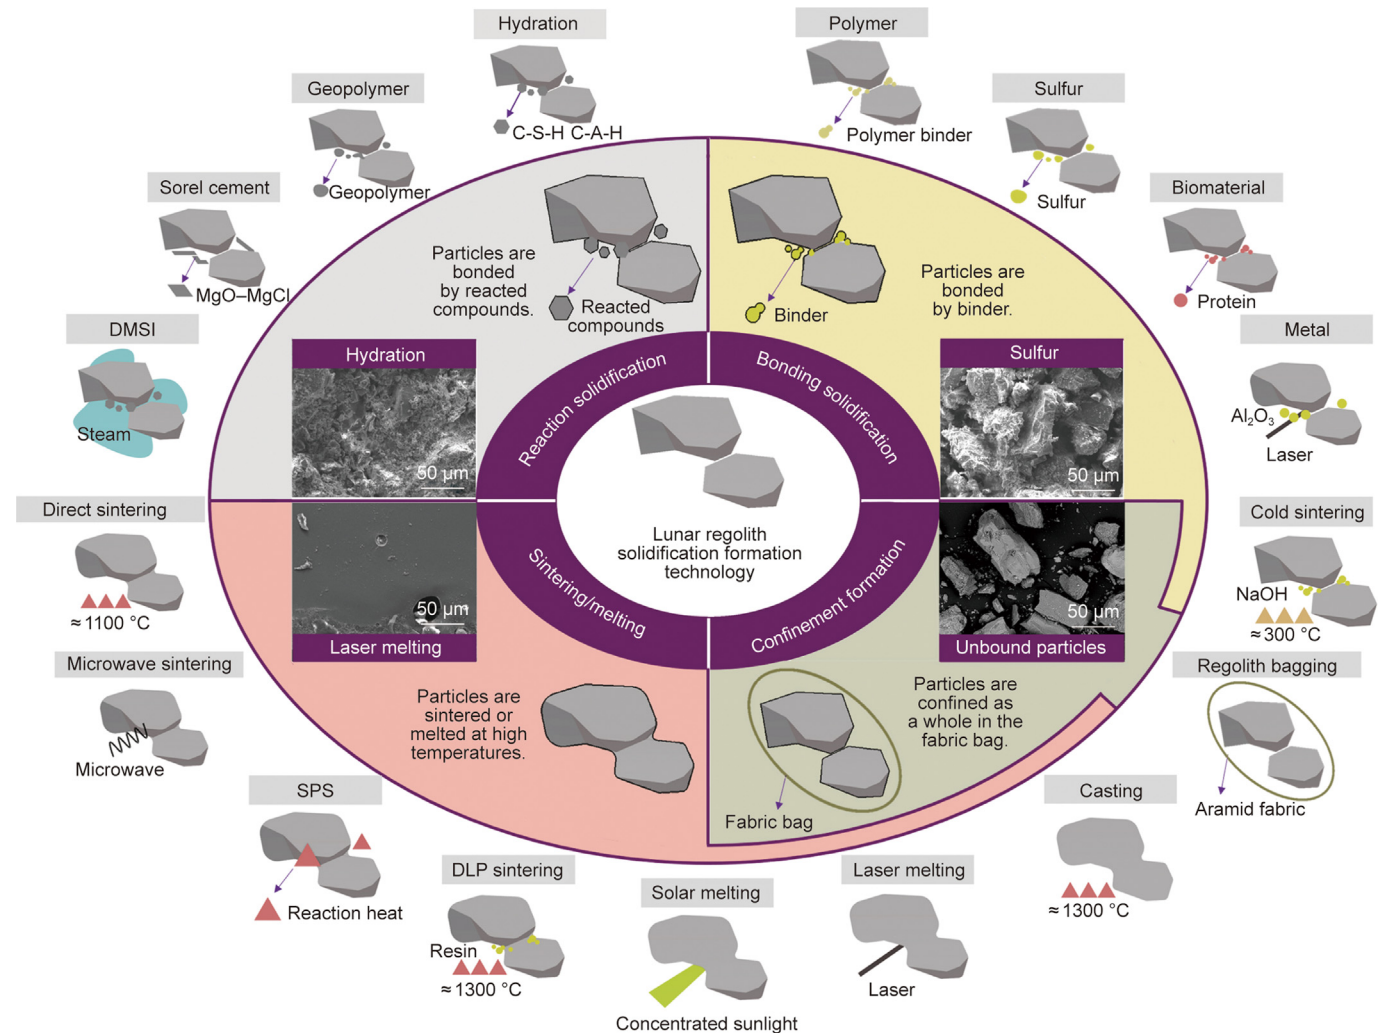 Hydration
C-S-H C-A-H
Polymer
Polymer binder
Geopolymer
Geopolymer
Sulfur
Sulfur
Sorel cement
MgO–MgCl
Biomaterial
Protein
DMSI
Steam
Metal
Al₂O₃
Laser
Direct sintering
≈ 1100 °C
Cold sintering
NaOH
≈ 300 °C
Microwave sintering
Microwave
Regolith bagging
Aramid fabric
SPS
Reaction heat
DLP sintering
Resin
≈ 1300 °C
Solar melting
Concentrated sunlight
Laser melting
Laser
Casting
≈ 1300 °C
Particles are
bonded
by reacted
compounds.
Reacted
compounds
Hydration
50 µm
Reaction solidification
Binder
Particles are
bonded
by binder.
Sulfur
50 µm
Bonding solidification
Lunar regolith
solidification formation
technology
Sintering/melting
50 µm
Laser melting
Particles are
sintered or
melted at high
temperatures.
Confinement formation
50 µm
Unbound particles
Particles are
confined as
a whole in the
fabric bag.
Fabric bag